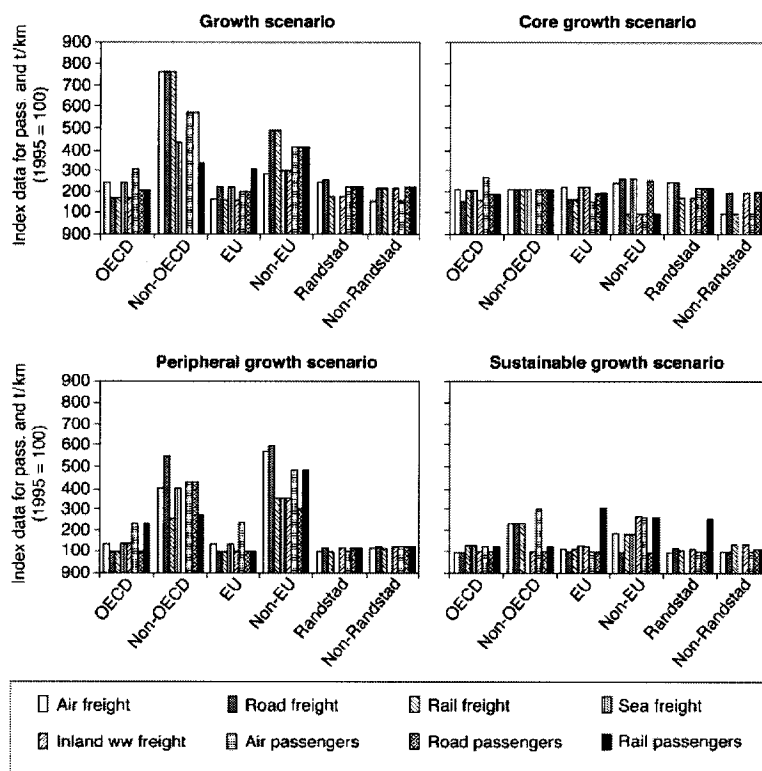 Growth scenario
Core growth scenario
Index data for pass. and t/km
(1995 = 100)
900
800
700
600
500
400
300
200
100
900
OECD
Non-OECD
EU
Non-EU
Randstad
Non-Randstad
OECD
Non-OECD
EU
Non-EU
Randstad
Non-Randstad
Peripheral growth scenario
Sustainable growth scenario
Index data for pass. and t/km
(1995 = 100)
900
800
700
600
500
400
300
200
100
900
OECD
Non-OECD
EU
Non-EU
Randstad
Non-Randstad
OECD
Non-OECD
EU
Non-EU
Randstad
Non-Randstad
Air freight
Road freight
Rail freight
Sea freight
Inland ww freight
Air passengers
Road passengers
Rail passengers